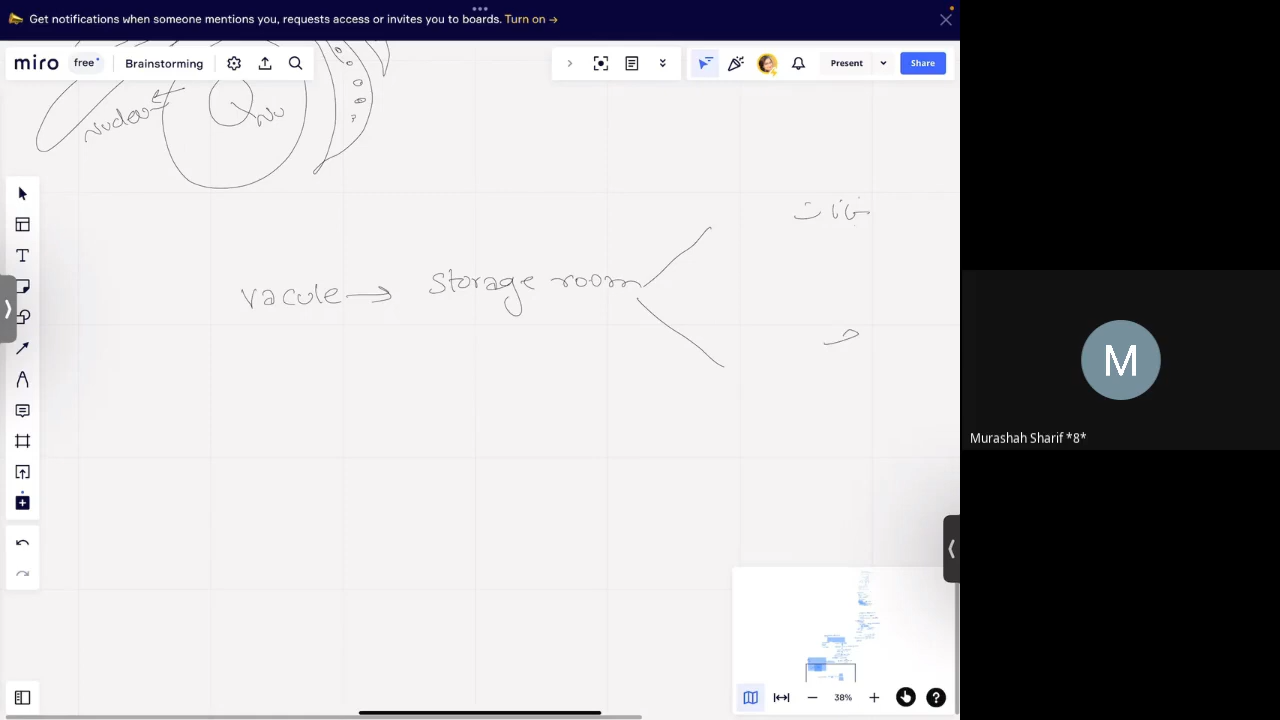 Get notifications when someone mentions you, requests access or invites you to boards. Turn on →
miro free Brainstorming
Present
Share
Nu
vacule → storage room
M
Murashah Sharif *8*
38%